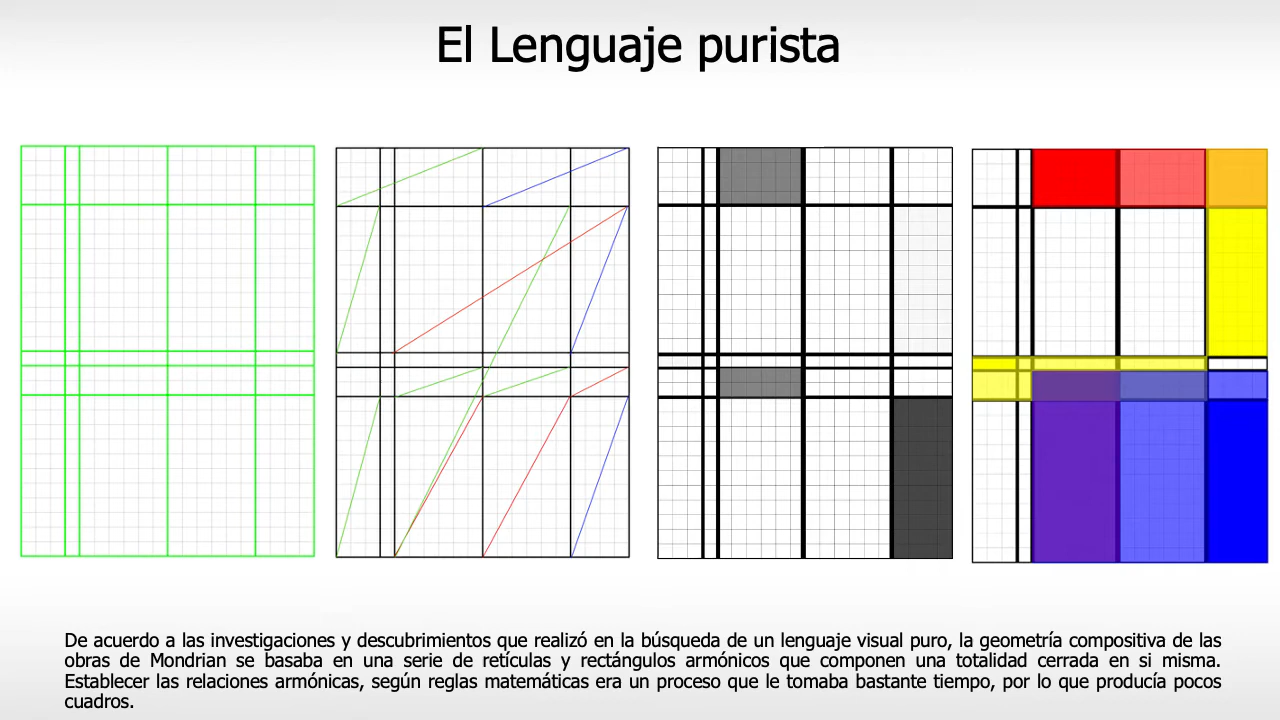 El Lenguaje purista
De acuerdo a las investigaciones y descubrimientos que realizó en la búsqueda de un lenguaje visual puro, la geometría compositiva de las
obras de Mondrian se basaba en una serie de retículas y rectángulos armónicos que componen una totalidad cerrada en si misma.
Establecer las relaciones armónicas, según reglas matemáticas era un proceso que le tomaba bastante tiempo, por lo que producía pocos
cuadros.